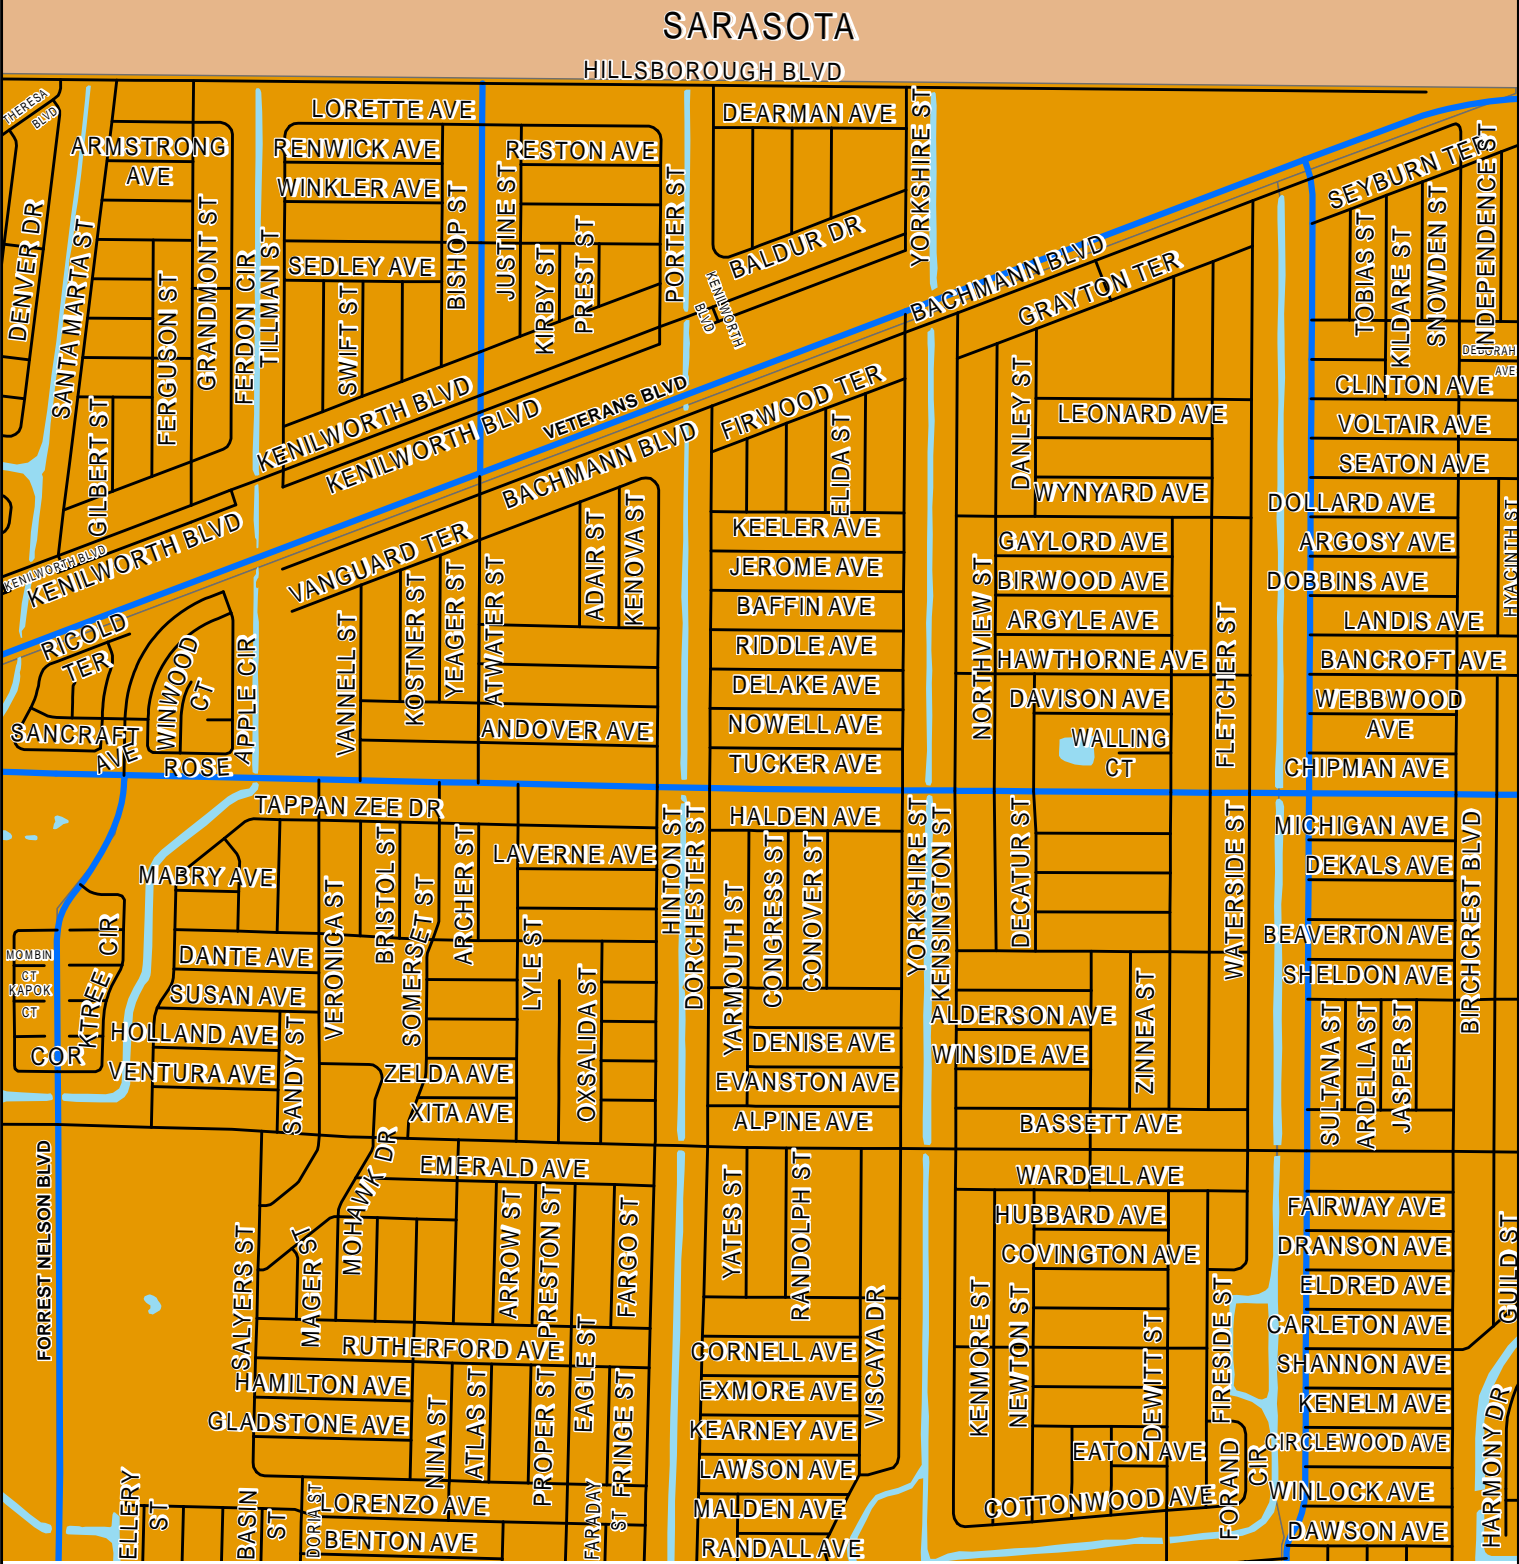 SARASOTA
HILLSBOROUGH BLVD
THERESA
BLVD
LORETTE AVE
DEARMAN AVE
YORKSHIRE ST
ARMSTRONG
AVE
RENWICK AVE
RESTON AVE
WINKLER AVE
SEYBURN TER
INDEPENDENCE ST
DENVER DR
SANTA MARTA ST
GRANDMONT ST
FERDON CIR
TILLMAN ST
BISHOP ST
JUSTINE ST
KIRBY ST
PREST ST
PORTER ST
BALDUR DR
BACHMANN BLVD
GRAYTON TER
TOBIAS ST
KILDARE ST
SNOWDEN ST
SEDLEY AVE
SWIFT ST
FERGUSON ST
GILBERT ST
KENILWORTH
BLVD
DEBORAH
AVE
CLINTON AVE
KENILWORTH BLVD
KENILWORTH BLVD
VETERANS BLVD
BACHMANN BLVD
FIRWOOD TER
ELIDA ST
DANLEY ST
LEONARD AVE
VOLTAIR AVE
SEATON AVE
WYNYARD AVE
DOLLARD AVE
KEELER AVE
GAYLORD AVE
ARGOSY AVE
HYACINTH ST
KENILWORTH BLVD
KENILWORTH BLVD
VANGUARD TER
ADAIR ST
KENOVA ST
JEROME AVE
BIRWOOD AVE
DOBBINS AVE
BAFFIN AVE
ARGYLE AVE
LANDIS AVE
RICOLD
TER
WINWOOD
CT
APPLE CIR
VANNELL ST
KOSTNER ST
YEAGER ST
ATWATER ST
RIDDLE AVE
NORTHVIEW ST
HAWTHORNE AVE
FLETCHER ST
BANCROFT AVE
DELAKE AVE
DAVISON AVE
WEBBWOOD
AVE
SANCRAFT
AVE
ROSE
ANDOVER AVE
NOWELL AVE
WALLING
CT
TUCKER AVE
CHIPMAN AVE
TAPPAN ZEE DR
HALDEN AVE
MICHIGAN AVE
HINTON ST
DORCHESTER ST
YORKSHIRE ST
KENSINGTON ST
DECATUR ST
WATERSIDE ST
BIRCHCREST BLVD
LAVERNE AVE
DEKALS AVE
MABRY AVE
VERONICA ST
BRISTOL ST
SOMERSET ST
ARCHER ST
LYLE ST
YARMOUTH ST
CONGRESS ST
CONOVER ST
BEAVERTON AVE
MOMBIN
CT
KAPOK
CT
CORKTREE CIR
DANTE AVE
SHELDON AVE
SUSAN AVE
OXSALIDA ST
ALDERSON AVE
ZINNEA ST
SULTANA ST
ARDELLA ST
JASPER ST
HOLLAND AVE
SANDY ST
DENISE AVE
WINSIDE AVE
VENTURA AVE
ZELDA AVE
EVANSTON AVE
XITA AVE
ALPINE AVE
BASSETT AVE
FORREST NELSON BLVD
MOHAWK DR
EMERALD AVE
WARDELL AVE
YATES ST
RANDOLPH ST
FAIRWAY AVE
HUBBARD AVE
SALYERS ST
MAGER ST
ARROW ST
PRESTON ST
FARGO ST
COVINGTON AVE
DRANSON AVE
GUILD ST
ELDRED AVE
VISCAYA DR
KENMORE ST
NEWTON ST
DEWITT ST
FIRESIDE ST
CARLETON AVE
RUTHERFORD AVE
EAGLE ST
CORNELL AVE
SHANNON AVE
HAMILTON AVE
EXMORE AVE
KENELM AVE
GLADSTONE AVE
NINA ST
ATLAS ST
PROPER ST
FRINGE ST
KEARNEY AVE
EATON AVE
CIRCLEWOOD AVE
HARMONY DR
LAWSON AVE
FORAND
CIR
WINLOCK AVE
ELLERY
ST
BASIN
ST
DORIA ST
LORENZO AVE
FARADAY
ST
MALDEN AVE
COTTONWOOD AVE
DAWSON AVE
BENTON AVE
RANDALL AVE